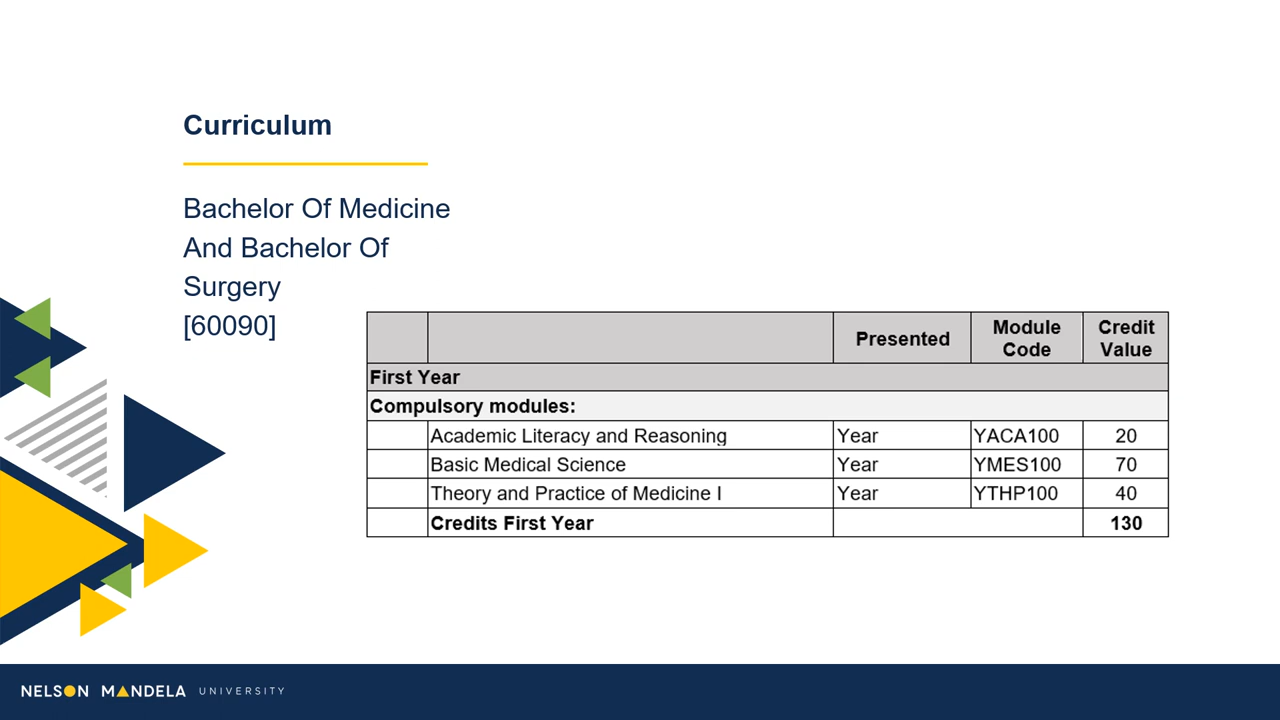 Curriculum
Bachelor Of Medicine
And Bachelor Of
Surgery
[60090]
Presented Module Code Credit Value
First Year
Compulsory modules:
Academic Literacy and Reasoning Year YACA100 20
Basic Medical Science Year YMES100 70
Theory and Practice of Medicine I Year YTHP100 40
Credits First Year 130
NELSON MANDELA UNIVERSITY